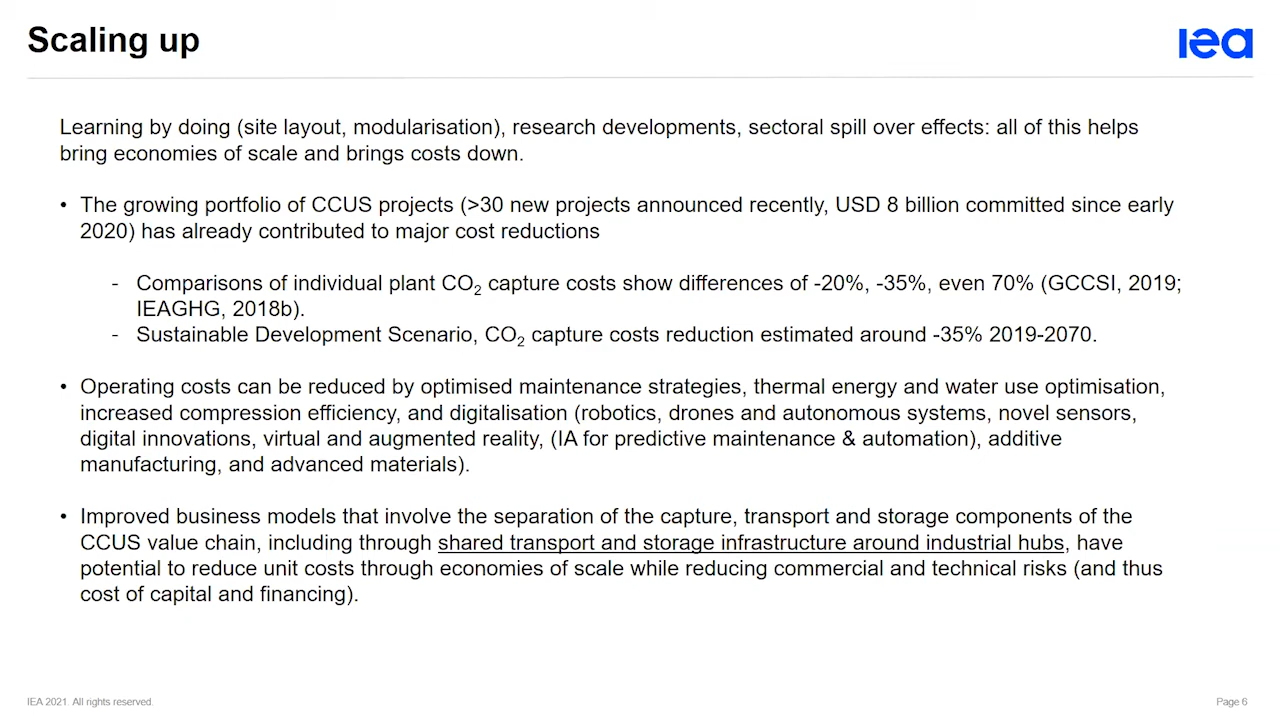 Scaling up
iea
Learning by doing (site layout, modularisation), research developments, sectoral spill over effects: all of this helps
bring economies of scale and brings costs down.
• The growing portfolio of CCUS projects (>30 new projects announced recently, USD 8 billion committed since early
2020) has already contributed to major cost reductions
- Comparisons of individual plant CO₂ capture costs show differences of -20%, -35%, even 70% (GCCSI, 2019;
IEAGHG, 2018b).
- Sustainable Development Scenario, CO₂ capture costs reduction estimated around -35% 2019-2070.
• Operating costs can be reduced by optimised maintenance strategies, thermal energy and water use optimisation,
increased compression efficiency, and digitalisation (robotics, drones and autonomous systems, novel sensors,
digital innovations, virtual and augmented reality, (IA for predictive maintenance & automation), additive
manufacturing, and advanced materials).
• Improved business models that involve the separation of the capture, transport and storage components of the
CCUS value chain, including through shared transport and storage infrastructure around industrial hubs, have
potential to reduce unit costs through economies of scale while reducing commercial and technical risks (and thus
cost of capital and financing).
IEA 2021. All rights reserved.
Page 6